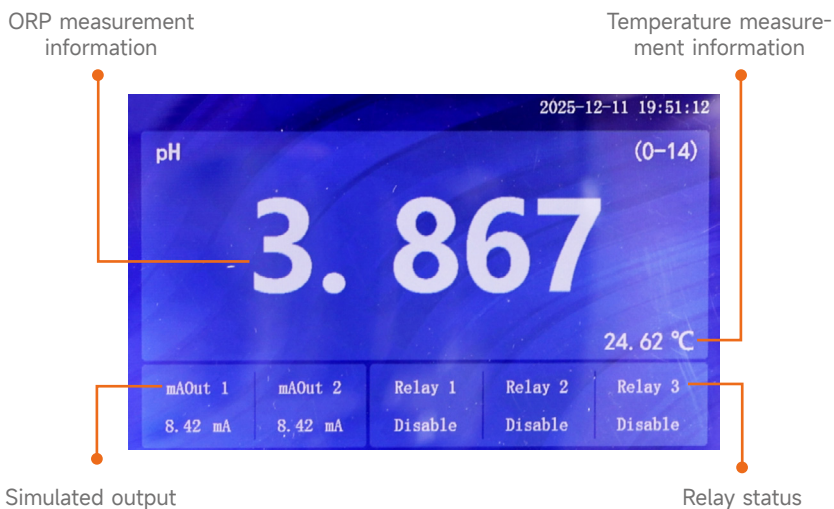 ORP measurement
information
Temperature measure-
ment information
2025-12-11 19:51:12
pH
(0-14)
3. 867
24. 62 ℃
mAOut 1
mAOut 2
Relay 1
Relay 2
Relay 3
8. 42 mA
8. 42 mA
Disable
Disable
Disable
Simulated output
Relay status